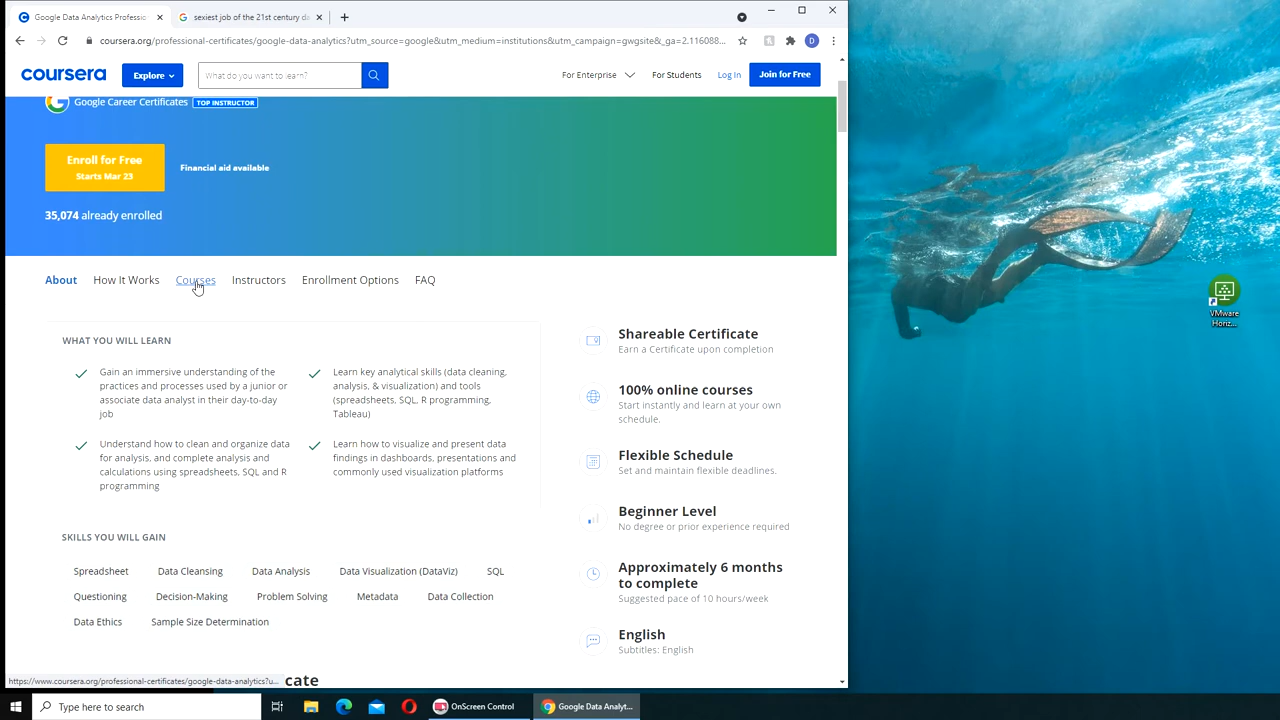 Google Data Analytics Professio
sexiest job of the 21st century da
coursera.org/professional-certificates/google-data-analytics?utm_source=google&utm_medium=institutions&utm_campaign=gwgsite&_ga=2.116088...
D
coursera
Explore
What do you want to learn?
For Enterprise
For Students
Log In
Join for Free
Google Career Certificates
TOP INSTRUCTOR
Enroll for Free
Starts Mar 23
Financial aid available
35,074 already enrolled
About
How It Works
Courses
Instructors
Enrollment Options
FAQ
WHAT YOU WILL LEARN
Gain an immersive understanding of the
practices and processes used by a junior or
associate data analyst in their day-to-day
job
Learn key analytical skills (data cleaning,
analysis, & visualization) and tools
(spreadsheets, SQL, R programming,
Tableau)
Understand how to clean and organize data
for analysis, and complete analysis and
calculations using spreadsheets, SQL and R
programming
Learn how to visualize and present data
findings in dashboards, presentations and
commonly used visualization platforms
SKILLS YOU WILL GAIN
Spreadsheet
Data Cleansing
Data Analysis
Data Visualization (DataViz)
SQL
Questioning
Decision-Making
Problem Solving
Metadata
Data Collection
Data Ethics
Sample Size Determination
Shareable Certificate
Earn a Certificate upon completion
100% online courses
Start instantly and learn at your own
schedule.
Flexible Schedule
Set and maintain flexible deadlines.
Beginner Level
No degree or prior experience required
Approximately 6 months
to complete
Suggested pace of 10 hours/week
English
Subtitles: English
https://www.coursera.org/professional-certificates/google-data-analytics?u...
cate
VMware
Horiz...
Type here to search
OnScreen Control
Google Data Analyt...